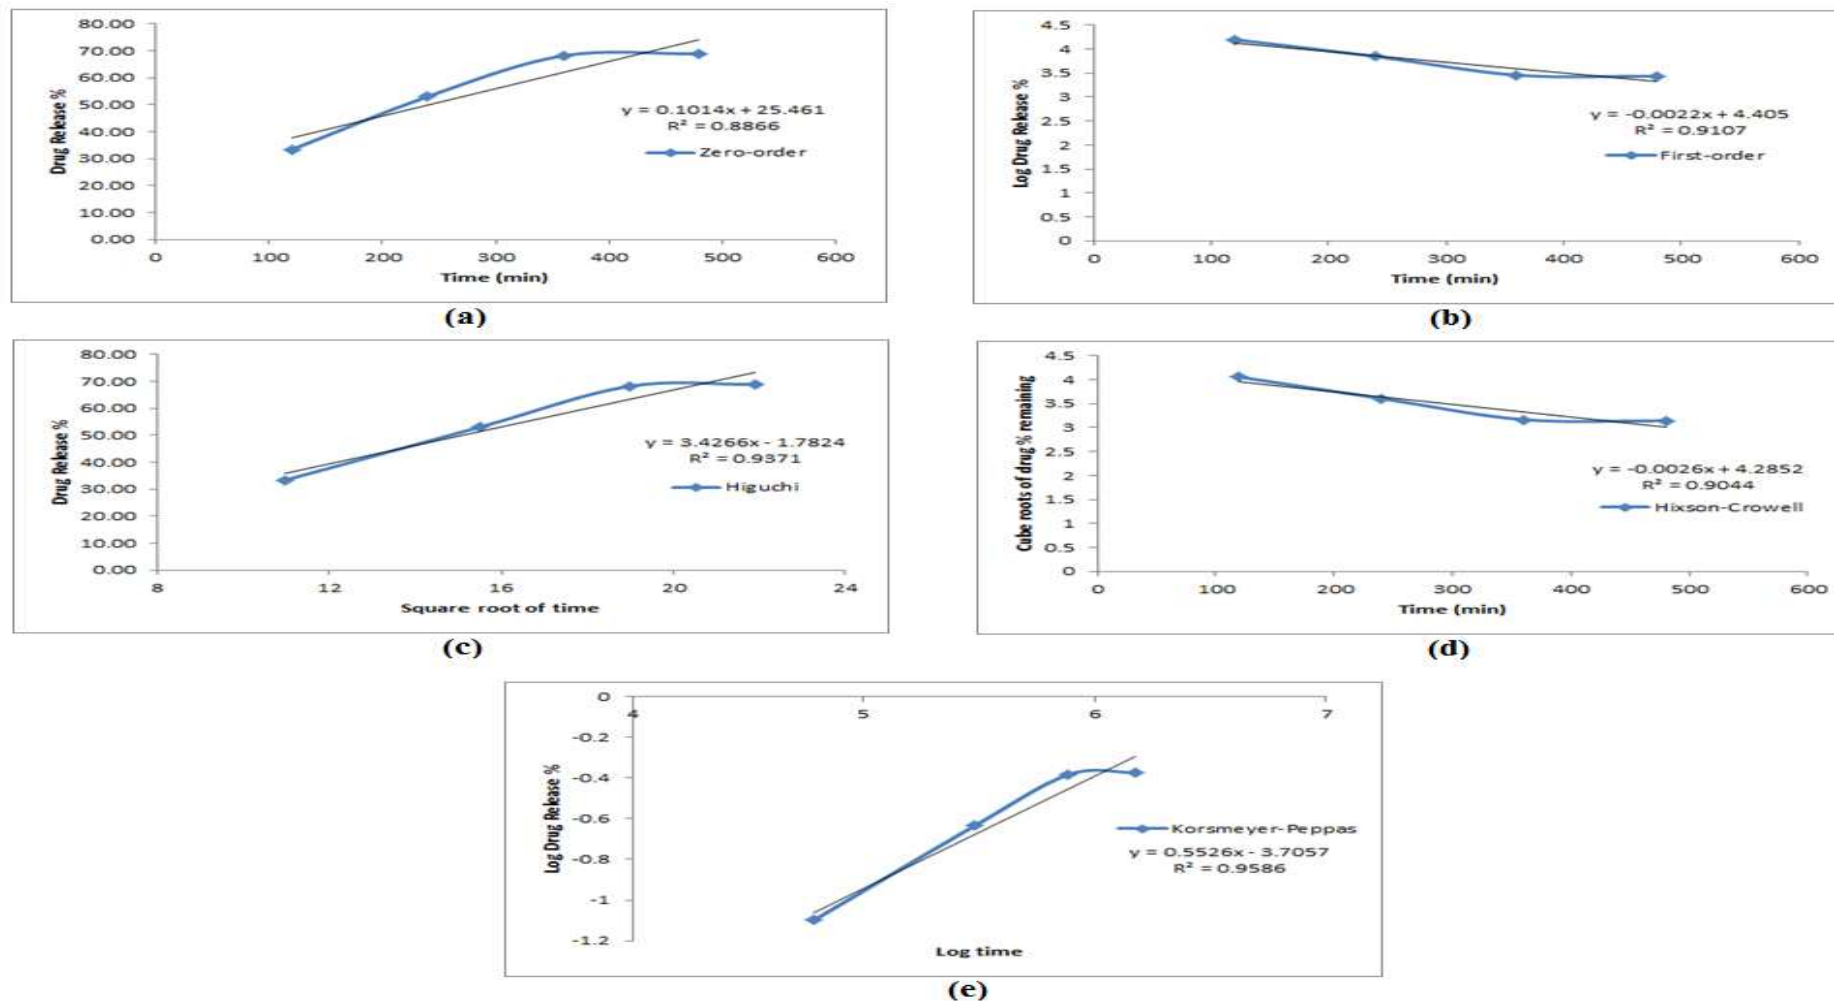 80.00
70.00
60.00
50.00
40.00
30.00
20.00
10.00
0.00
Drug Release %
y = 0.1014x + 25.461
R² = 0.8866
Zero-order
0 100 200 300 400 500 600
Time (min)
(a)
4.5
4
3.5
3
2.5
2
1.5
1
0.5
0
Log Drug Release %
y = -0.0022x + 4.405
R² = 0.9107
First-order
0 100 200 300 400 500 600
Time (min)
(b)
80.00
70.00
60.00
50.00
40.00
30.00
20.00
10.00
0.00
Drug Release %
y = 3.4266x - 1.7824
R² = 0.9371
Higuchi
8 12 16 20 24
Square root of time
(c)
4.5
4
3.5
3
2.5
2
1.5
1
0.5
0
Cube roots of drug % remaining
y = -0.0026x + 4.2852
R² = 0.9044
Hixson-Crowell
0 100 200 300 400 500 600
Time (min)
(d)
0
-0.2
-0.4
-0.6
-0.8
-1
-1.2
4 5 6 7
Log Drug Release %
Korsmeyer-Peppas
y = 0.5526x - 3.7057
R² = 0.9586
Log time
(e)